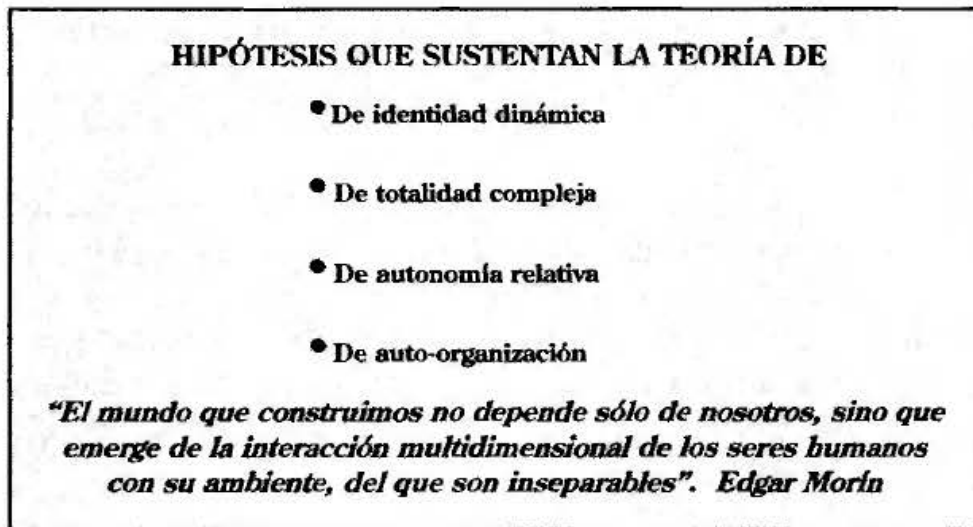 HIPÓTESIS QUE SUSTENTAN LA TEORÍA DE
• De identidad dinámica
• De totalidad compleja
• De autonomía relativa
• De auto-organización
"El mundo que construimos no depende sólo de nosotros, sino que
emerge de la interacción multidimensional de los seres humanos
con su ambiente, del que son inseparables". Edgar Morín